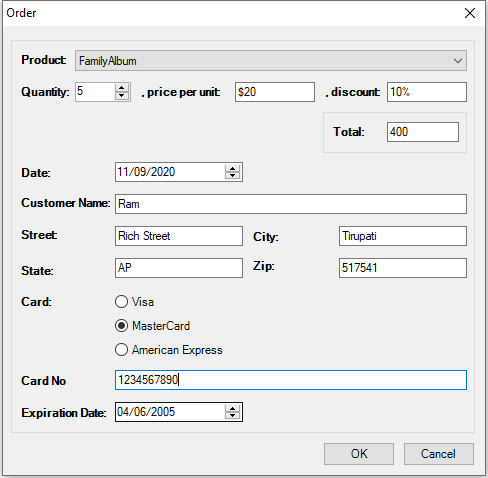 Order
Product: FamilyAlbum
Quantity: 5 , price per unit: $20 , discount: 10%
Total: 400
Date: 11/09/2020
Customer Name: Ram
Street: Rich Street City: Tirupati
State: AP Zip: 517541
Card: Visa
MasterCard
American Express
Card No 1234567890
Expiration Date: 04/06/2005
OK Cancel